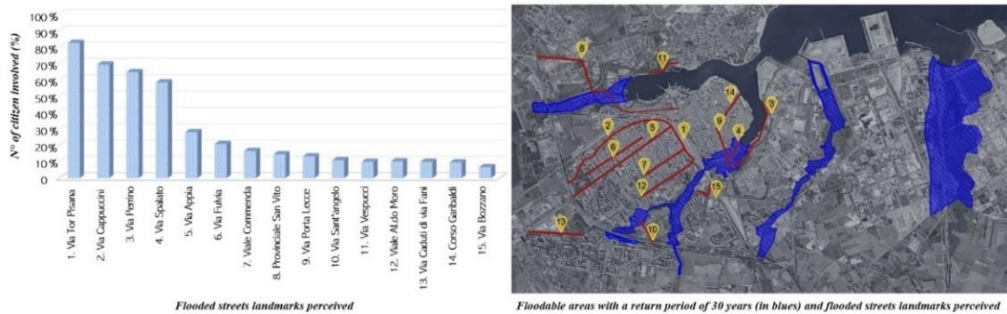 100 %
90 %
80 %
70 %
60 %
50 %
40 %
30 %
20 %
10 %
0
N° of citizen involved (%)
1. Via Tor Pisana
2. Via Cappuccini
3. Via Perrino
4. Via Spalato
5. Via Appia
6. Via Fulvia
7. Viale Commenda
8. Provinciale San Vito
9. Via Porta Lecce
10. Via Sant'angelo
11. Via Vespucci
12. Viale ALdo Moro
13. Via Caduti di via Fani
14. Corso Garibaldi
15. Via Bozzano
Flooded streets landmarks perceived
8
11
14
3
2
5
1
9
4
6
7
12
15
13
10
Floodable areas with a return period of 30 years (in blues) and flooded streets landmarks perceived